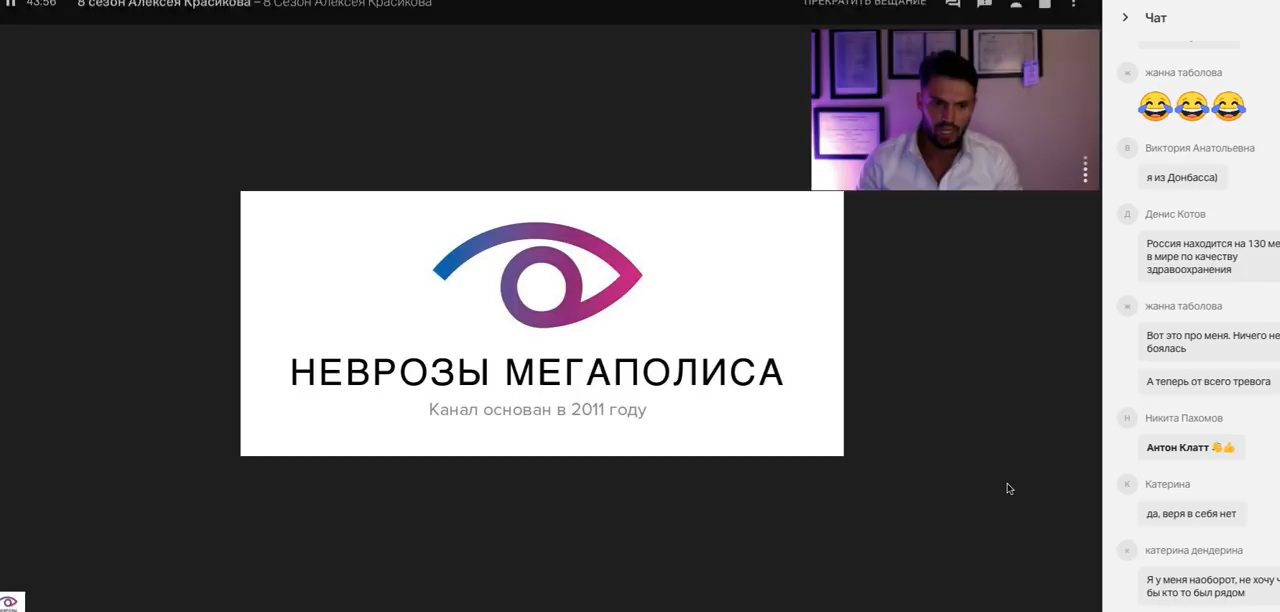 43:56
8 сезон Алексея Красикова – 8 Сезон Алексея Красикова
ПРЕКРАТИТЬ ВЕЩАНИЕ
Чат
НЕВРОЗЫ МЕГАПОЛИСА
Канал основан в 2011 году
жанна таболова
😂😂😂
Виктория Анатольевна
я из Донбасса)
Денис Котов
Россия находится на 130 ме
в мире по качеству
здравоохранения
жанна таболова
Вот это про меня. Ничего не
боялась
А теперь от всего тревога
Никита Пахомов
Антон Клатт 👏👍
Катерина
да, веря в себя нет
катерина дендерина
Я у меня наоборот, не хочу ч
бы кто то был рядом